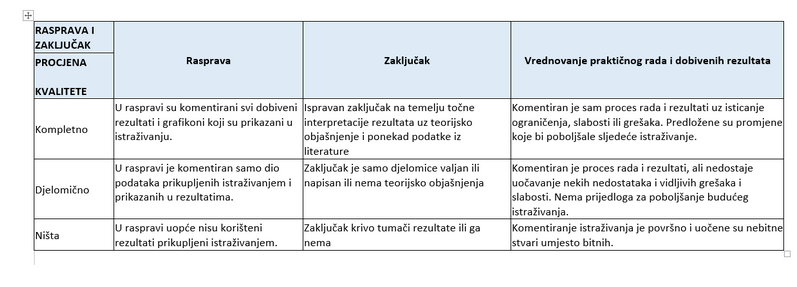 RASPRAVA I
ZAKLJUČAK
PROCJENA
KVALITETE
Rasprava
Zaključak
Vrednovanje praktičnog rada i dobivenih rezultata
Kompletno
U raspravi su komentirani svi dobiveni
rezultati i grafikoni koji su prikazani u
istraživanju.
Ispravan zaključak na temelju točne
interpretacije rezultata uz teorijsko
objašnjenje i ponekad podatke iz
literature
Komentiran je sam proces rada i rezultati uz isticanje
ograničenja, slabosti ili grešaka. Predložene su promjene
koje bi poboljšale sljedeće istraživanje.
Djelomično
U raspravi je komentiran samo dio
podataka prikupljenih istraživanjem i
prikazanih u rezultatima.
Zaključak je samo djelomice valjan ili
napisan ili nema teorijsko objašnjenja
Komentiran je proces rada i rezultati, ali nedostaje
uočavanje nekih nedostataka i vidljivih grešaka i
slabosti. Nema prijedloga za poboljšanje budućeg
istraživanja.
Ništa
U raspravi uopće nisu korišteni
rezultati prikupljeni istraživanjem.
Zaključak krivo tumači rezultate ili ga
nema
Komentiranje istraživanja je površno i uočene su nebitne
stvari umjesto bitnih.